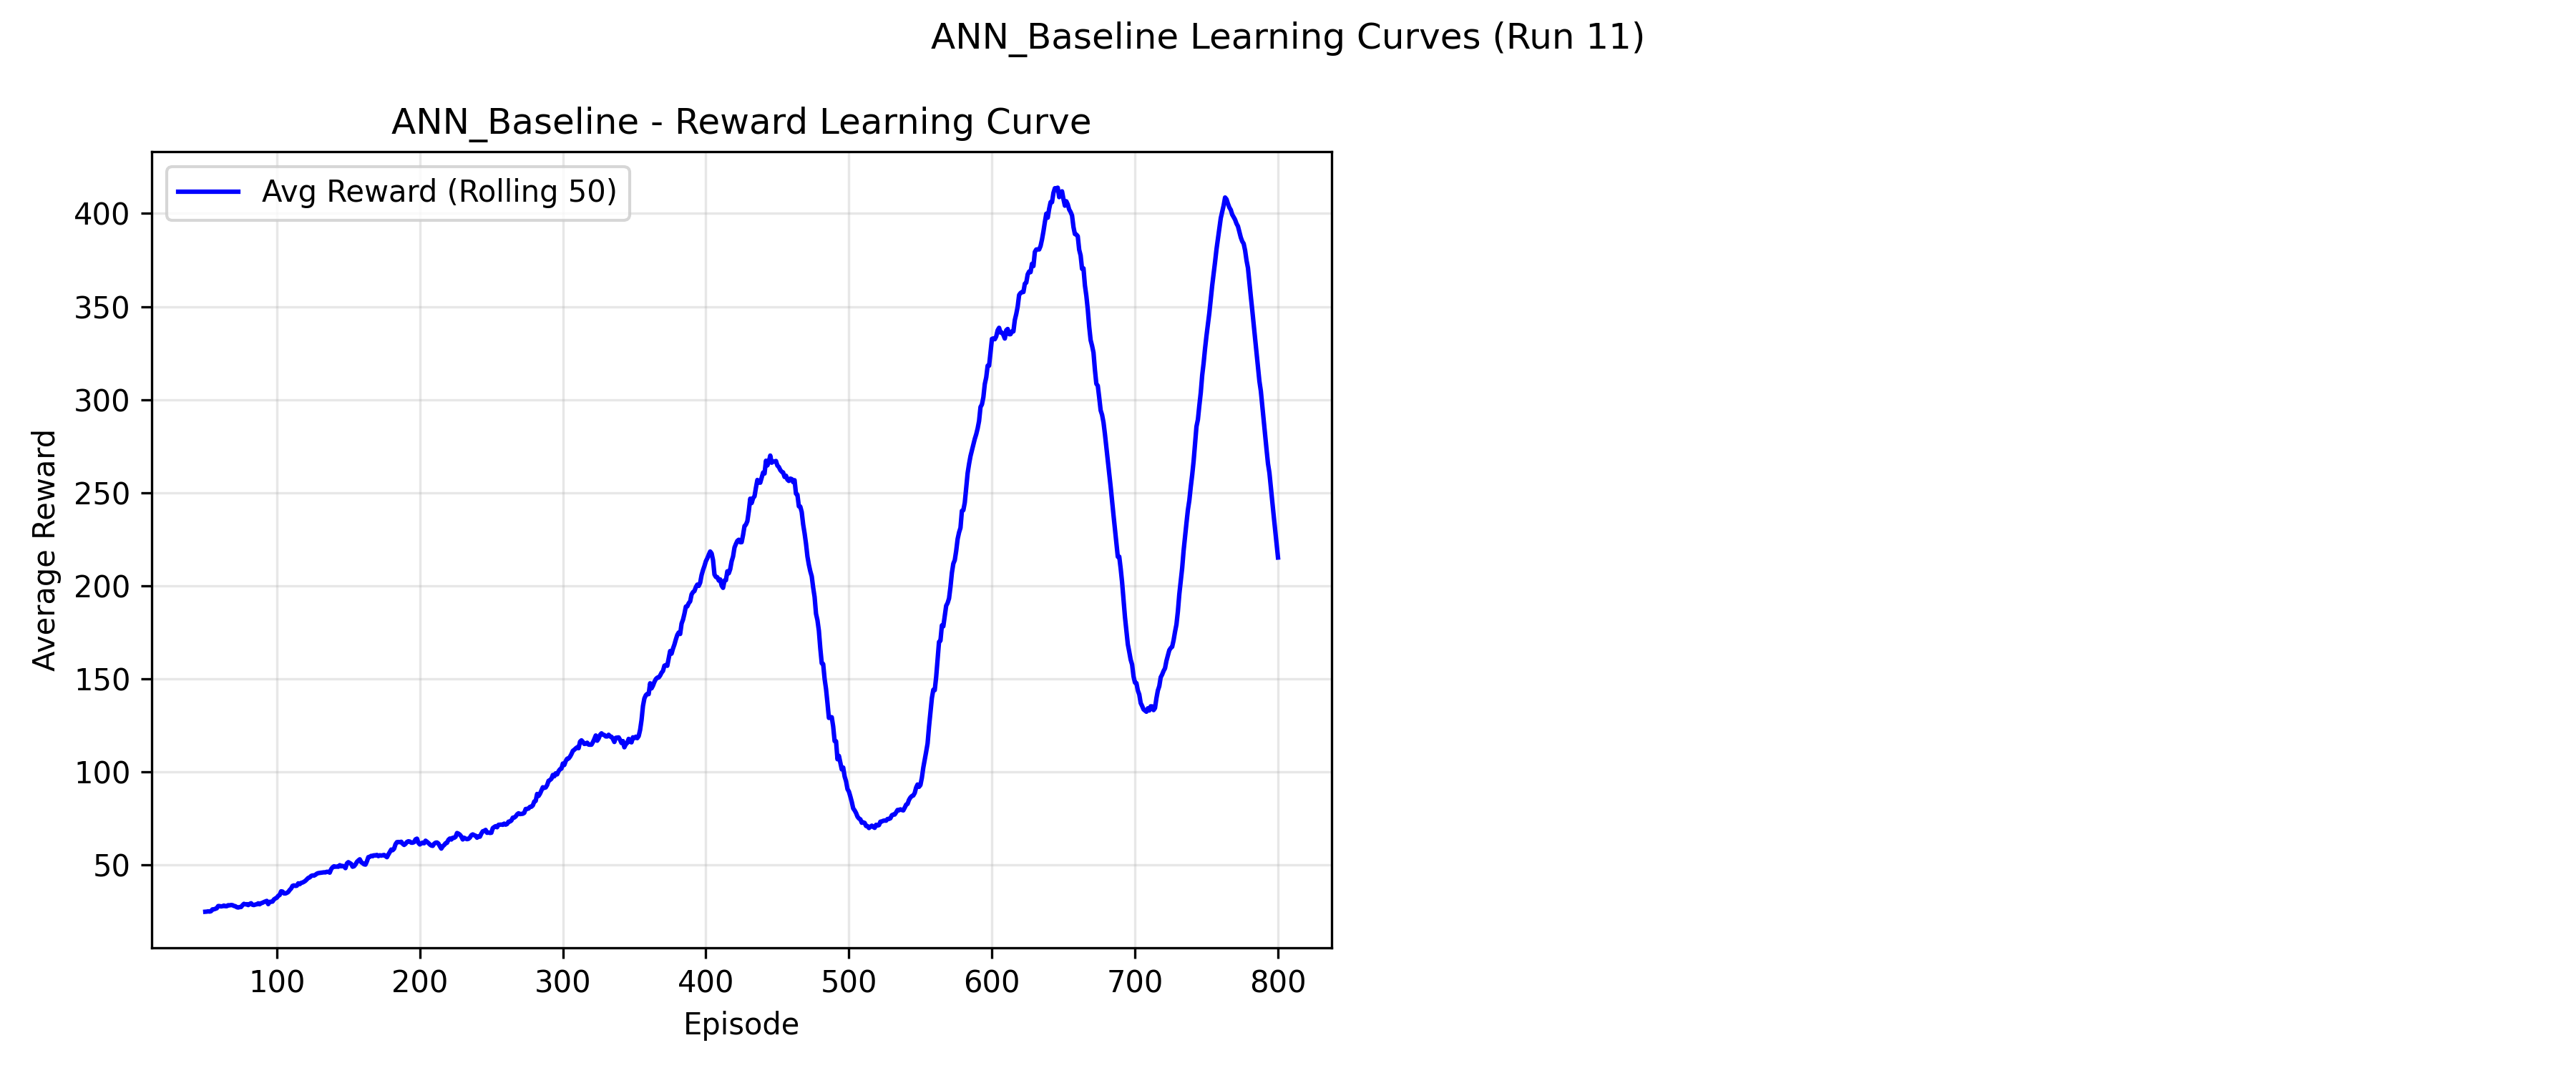 ANN_Baseline Learning Curves (Run 11)
ANN_Baseline - Reward Learning Curve
Avg Reward (Rolling 50)
400
350
300
250
200
150
100
50
Average Reward
100 200 300 400 500 600 700 800
Episode